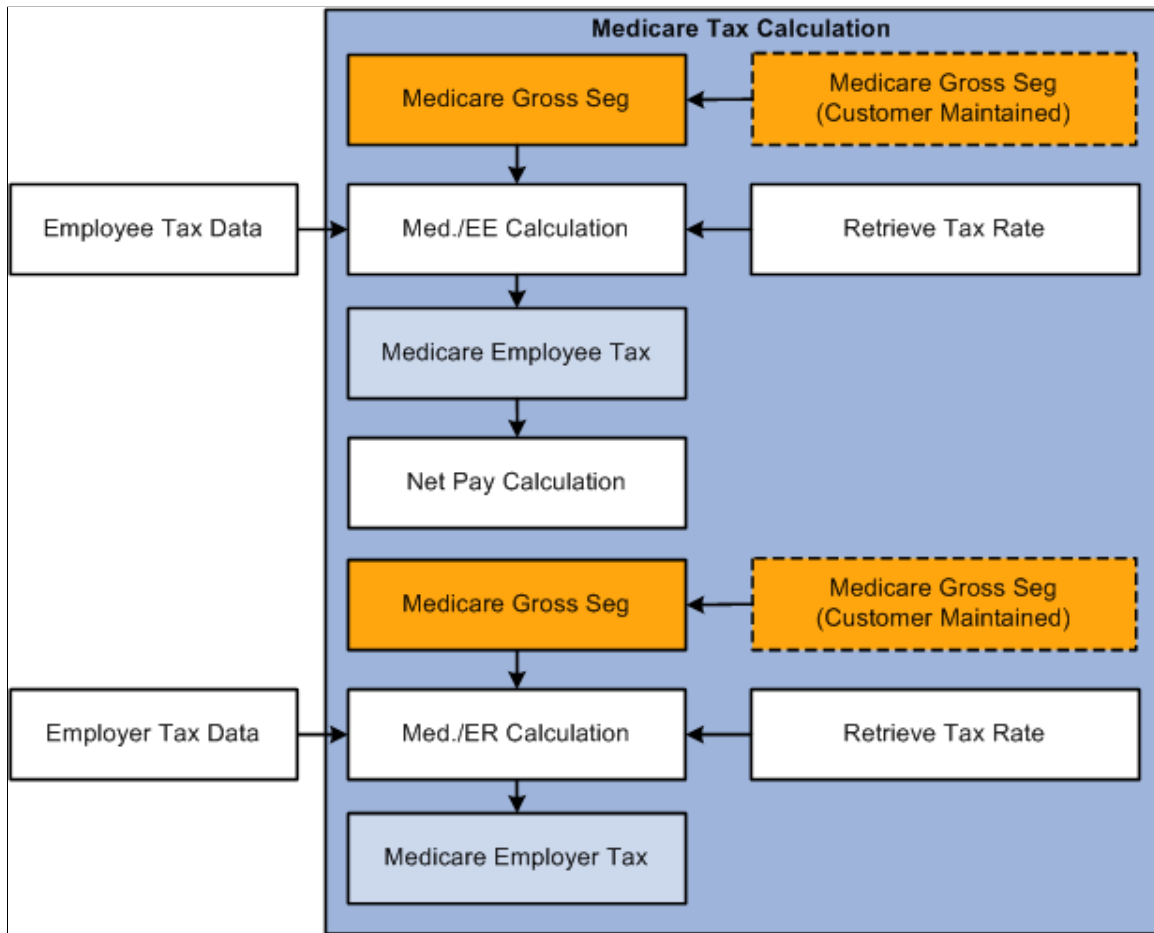 Medicare Tax Calculation
Medicare Gross Seg
Medicare Gross Seg
(Customer Maintained)
Employee Tax Data
Med./EE Calculation
Retrieve Tax Rate
Medicare Employee Tax
Net Pay Calculation
Medicare Gross Seg
Medicare Gross Seg
(Customer Maintained)
Employer Tax Data
Med./ER Calculation
Retrieve Tax Rate
Medicare Employer Tax